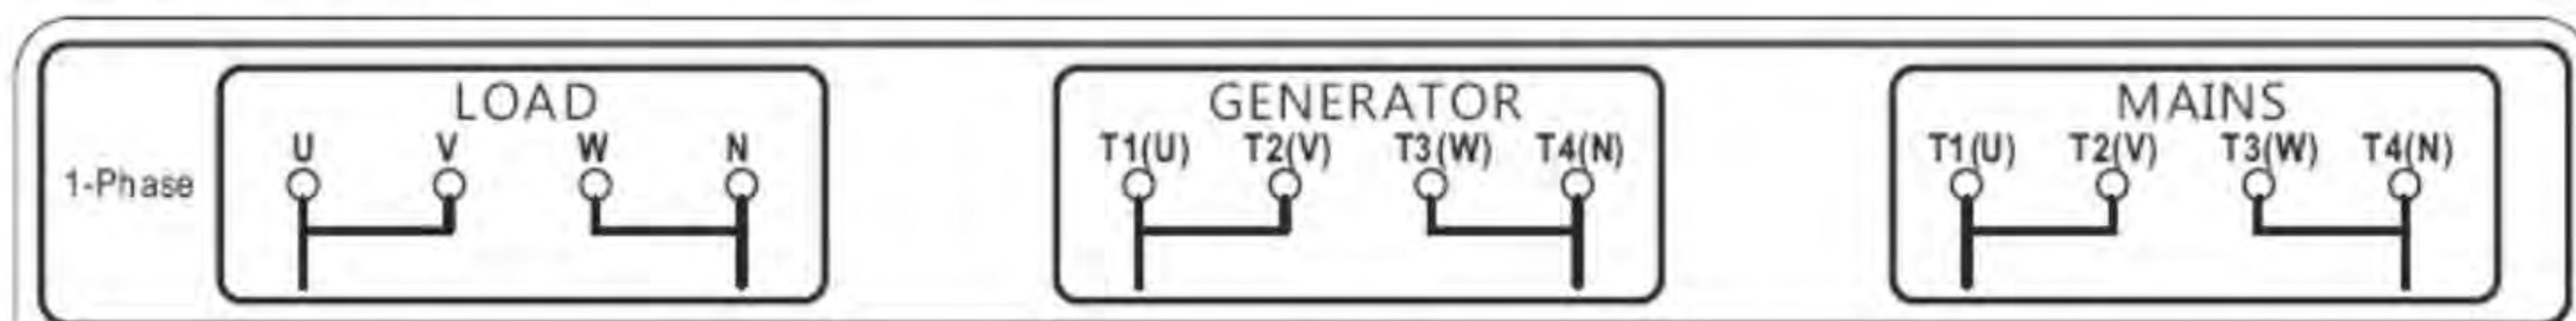 LOAD GENERATOR MAINS
U V W N T1(U) T2(V) T3(W) T4(N) T1(U) T2(V) T3(W) T4(N)
1-Phase